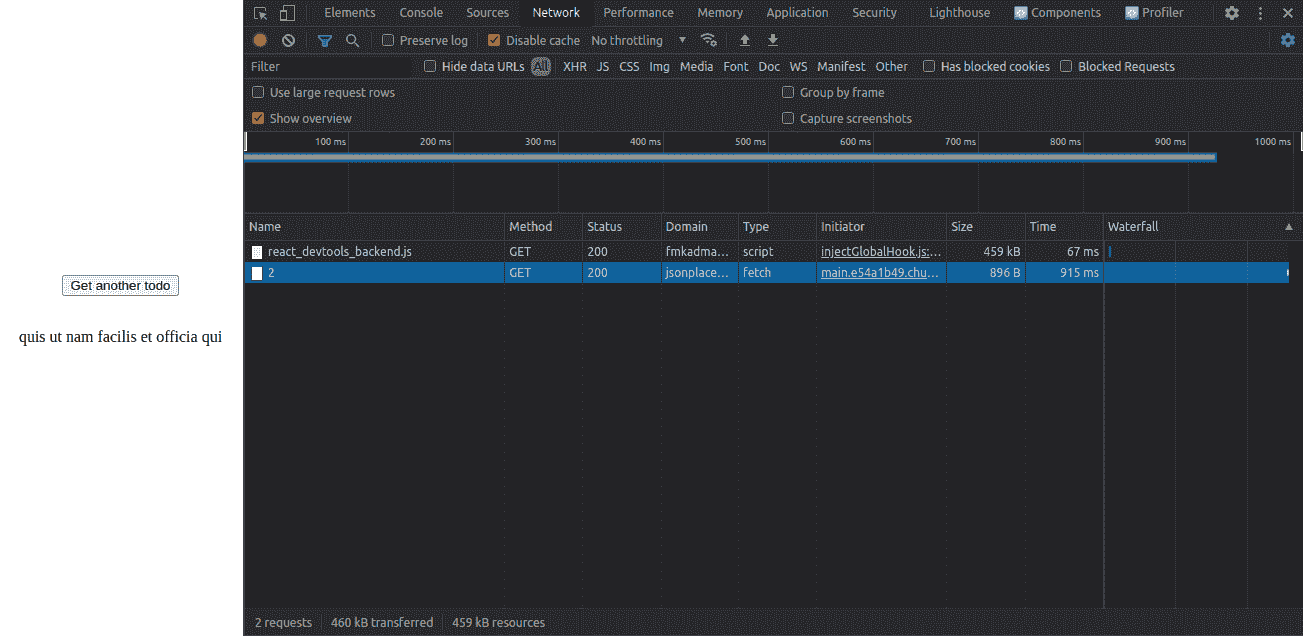 Elements Console Sources Network Performance Memory Application Security Lighthouse Components Profiler
Preserve log Disable cache No throttling
Filter Hide data URLs All XHR JS CSS Img Media Font Doc WS Manifest Other Has blocked cookies Blocked Requests
Use large request rows Group by frame
Show overview Capture screenshots
100 ms 200 ms 300 ms 400 ms 500 ms 600 ms 700 ms 800 ms 900 ms 1000 ms
Name Method Status Domain Type Initiator Size Time Waterfall
react_devtools_backend.js GET 200 fmkadma... script injectGlobalHook.js:... 459 kB 67 ms
2 GET 200 jsonplace... fetch main.e54a1b49.chu... 896 B 915 ms
Get another todo
quis ut nam facilis et officia qui
2 requests 460 kB transferred 459 kB resources